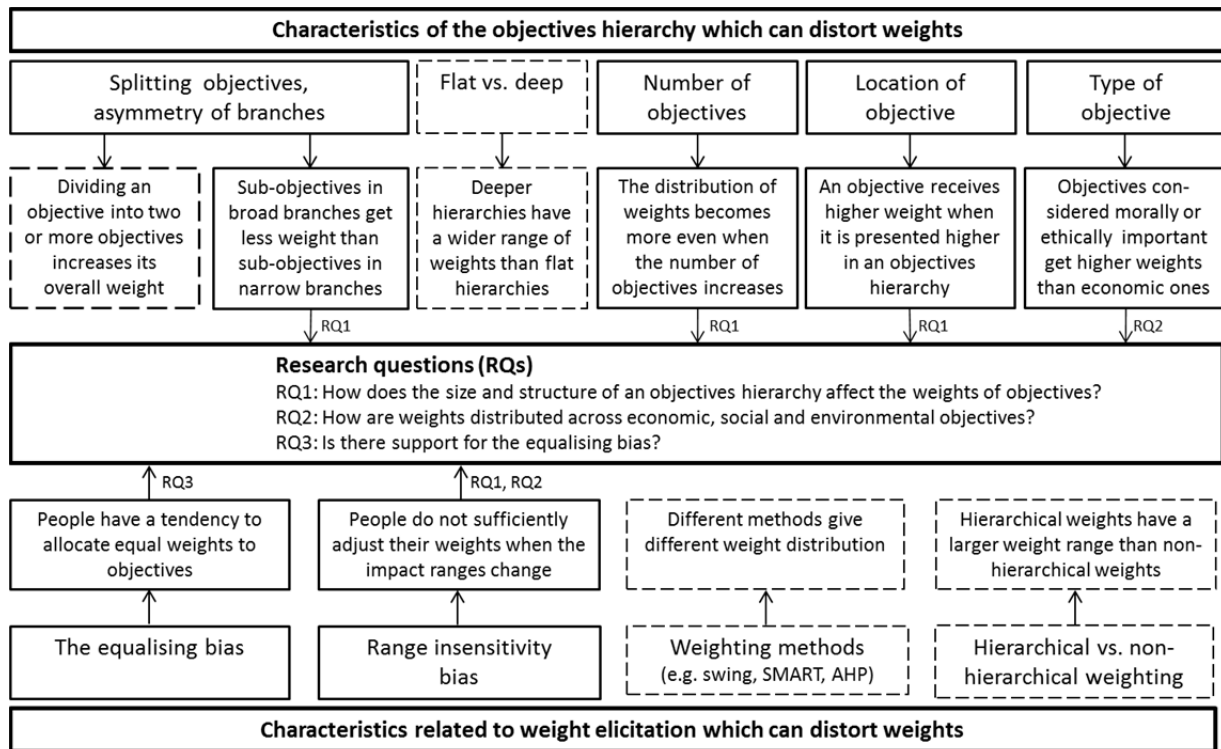 Characteristics of the objectives hierarchy which can distort weights
Splitting objectives,
asymmetry of branches
Flat vs. deep
Number of
objectives
Location of
objective
Type of
objective
Dividing an
objective into two
or more objectives
increases its
overall weight
Sub-objectives in
broad branches get
less weight than
sub-objectives in
narrow branches
Deeper
hierarchies have
a wider range of
weights than flat
hierarchies
The distribution of
weights becomes
more even when
the number of
objectives increases
An objective receives
higher weight when
it is presented higher
in an objectives
hierarchy
Objectives con-
sidered morally or
ethically important
get higher weights
than economic ones
RQ1
RQ1
RQ1
RQ2
Research questions (RQs)
RQ1: How does the size and structure of an objectives hierarchy affect the weights of objectives?
RQ2: How are weights distributed across economic, social and environmental objectives?
RQ3: Is there support for the equalising bias?
RQ3
RQ1, RQ2
People have a tendency to
allocate equal weights to
objectives
People do not sufficiently
adjust their weights when the
impact ranges change
Different methods give
different weight distribution
Hierarchical weights have a
larger weight range than non-
hierarchical weights
The equalising bias
Range insensitivity
bias
Weighting methods
(e.g. swing, SMART, AHP)
Hierarchical vs. non-
hierarchical weighting
Characteristics related to weight elicitation which can distort weights